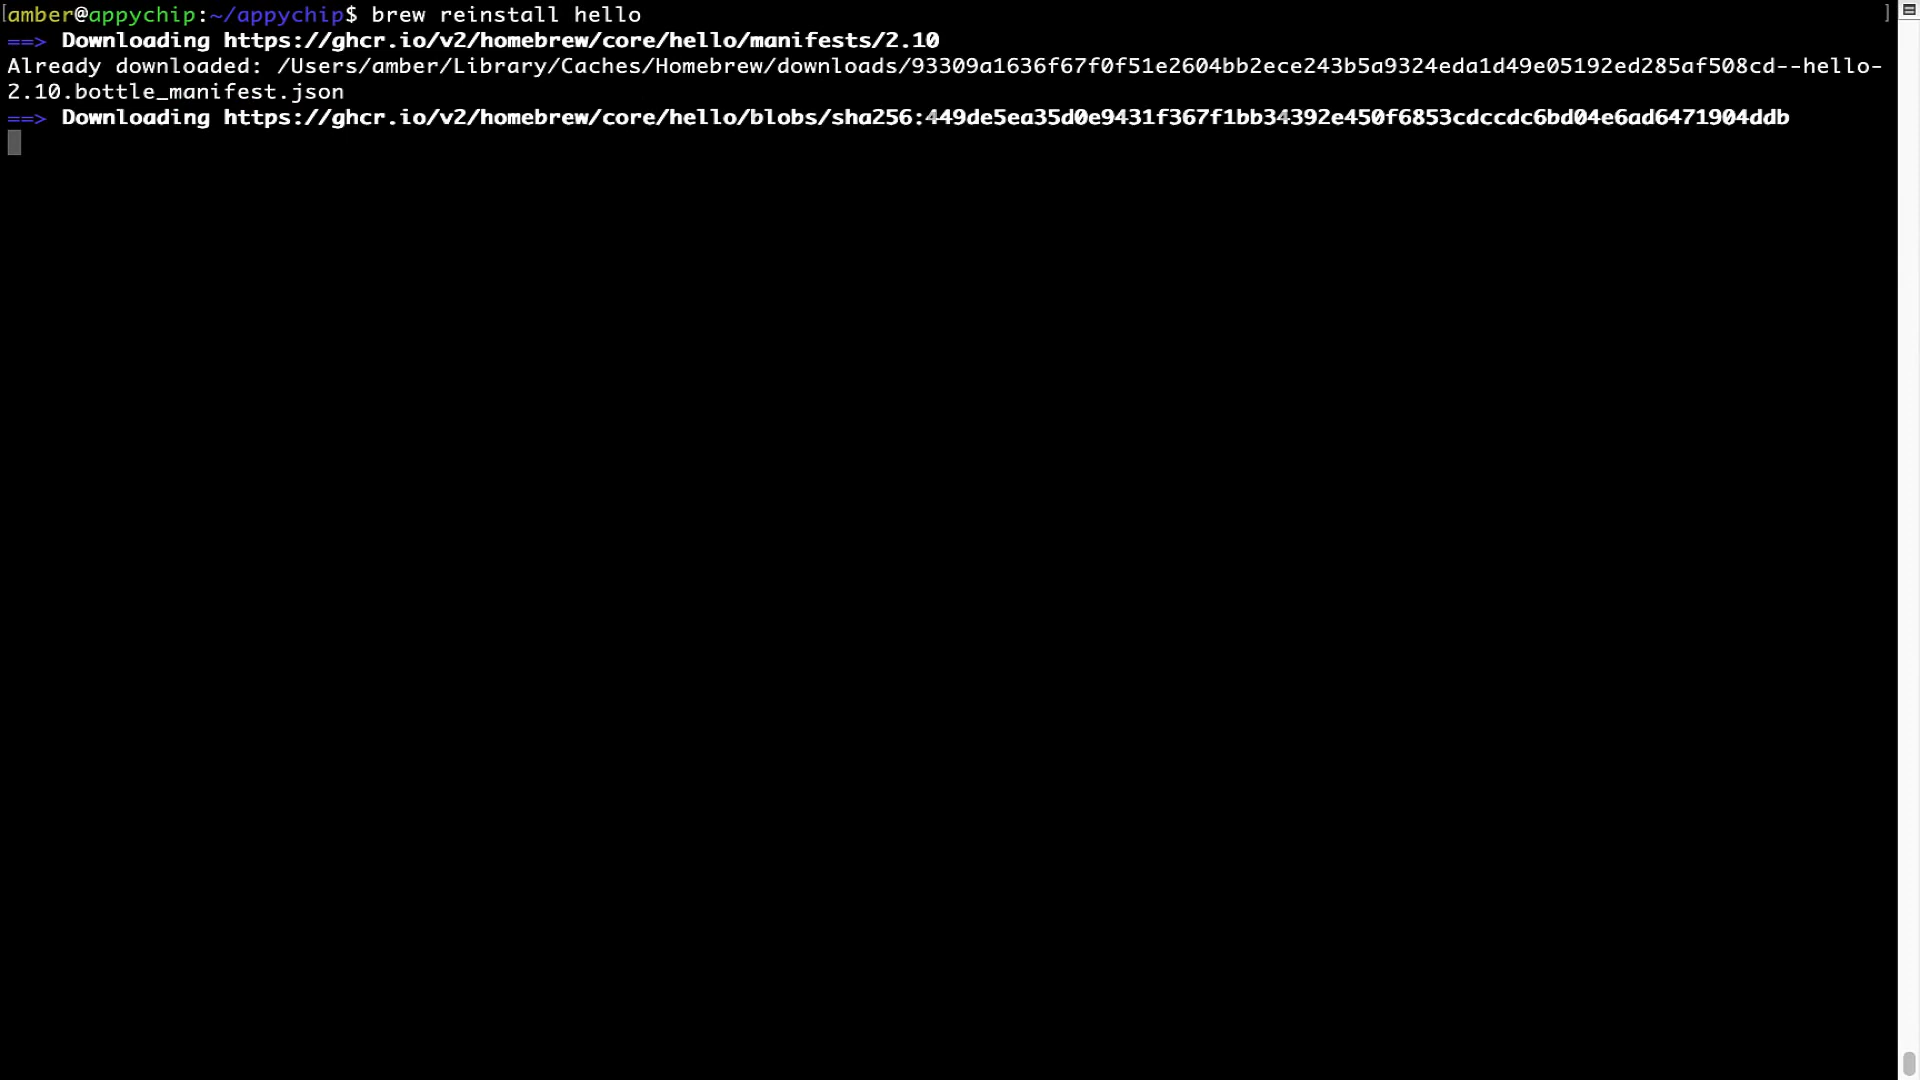 [amber@appychip:~/appychip$ brew reinstall hello ]
==> Downloading https://ghcr.io/v2/homebrew/core/hello/manifests/2.10
Already downloaded: /Users/amber/Library/Caches/Homebrew/downloads/93309a1636f67f0f51e2604bb2ece243b5a9324eda1d49e05192ed285af508cd--hello-
2.10.bottle_manifest.json
==> Downloading https://ghcr.io/v2/homebrew/core/hello/blobs/sha256:449de5ea35d0e9431f367f1bb34392e450f6853cdccdc6bd04e6ad6471904ddb